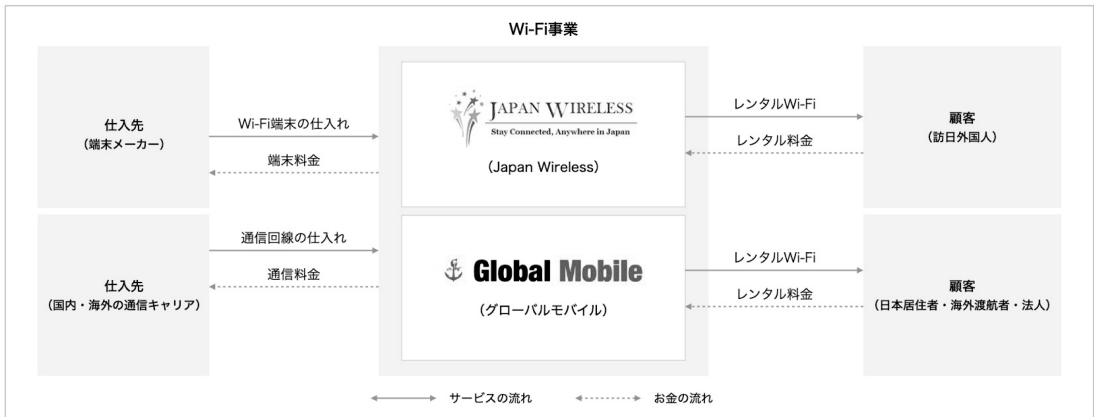 Wi-Fi事業
仕入先
（端末メーカー）
Wi-Fi端末の仕入れ
端末料金
JAPAN WIRELESS
Stay Connected, Anywhere in Japan
（Japan Wireless）
レンタルWi-Fi
レンタル料金
顧客
（訪日外国人）
仕入先
（国内・海外の通信キャリア）
通信回線の仕入れ
通信料金
Global Mobile
（グローバルモバイル）
レンタルWi-Fi
レンタル料金
顧客
（日本居住者・海外渡航者・法人）
サービスの流れ
お金の流れ